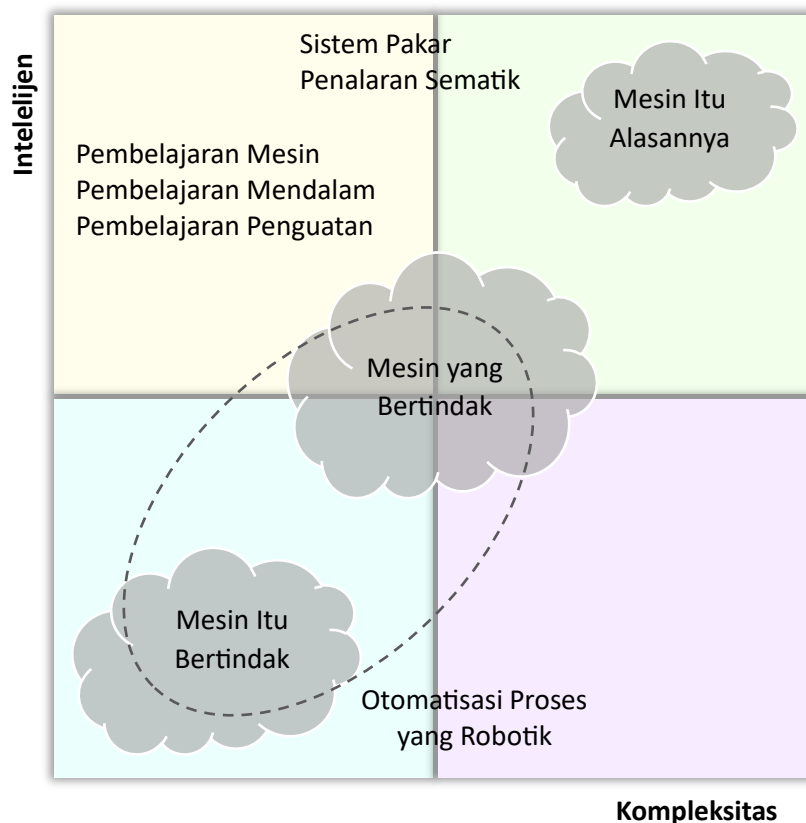 Intelelijen
Sistem Pakar
Penalaran Sematik
Mesin Itu
Alasannya
Pembelajaran Mesin
Pembelajaran Mendalam
Pembelajaran Penguatan
Mesin yang
Bertindak
Mesin Itu
Bertindak
Otomatisasi Proses
yang Robotik
Kompleksitas